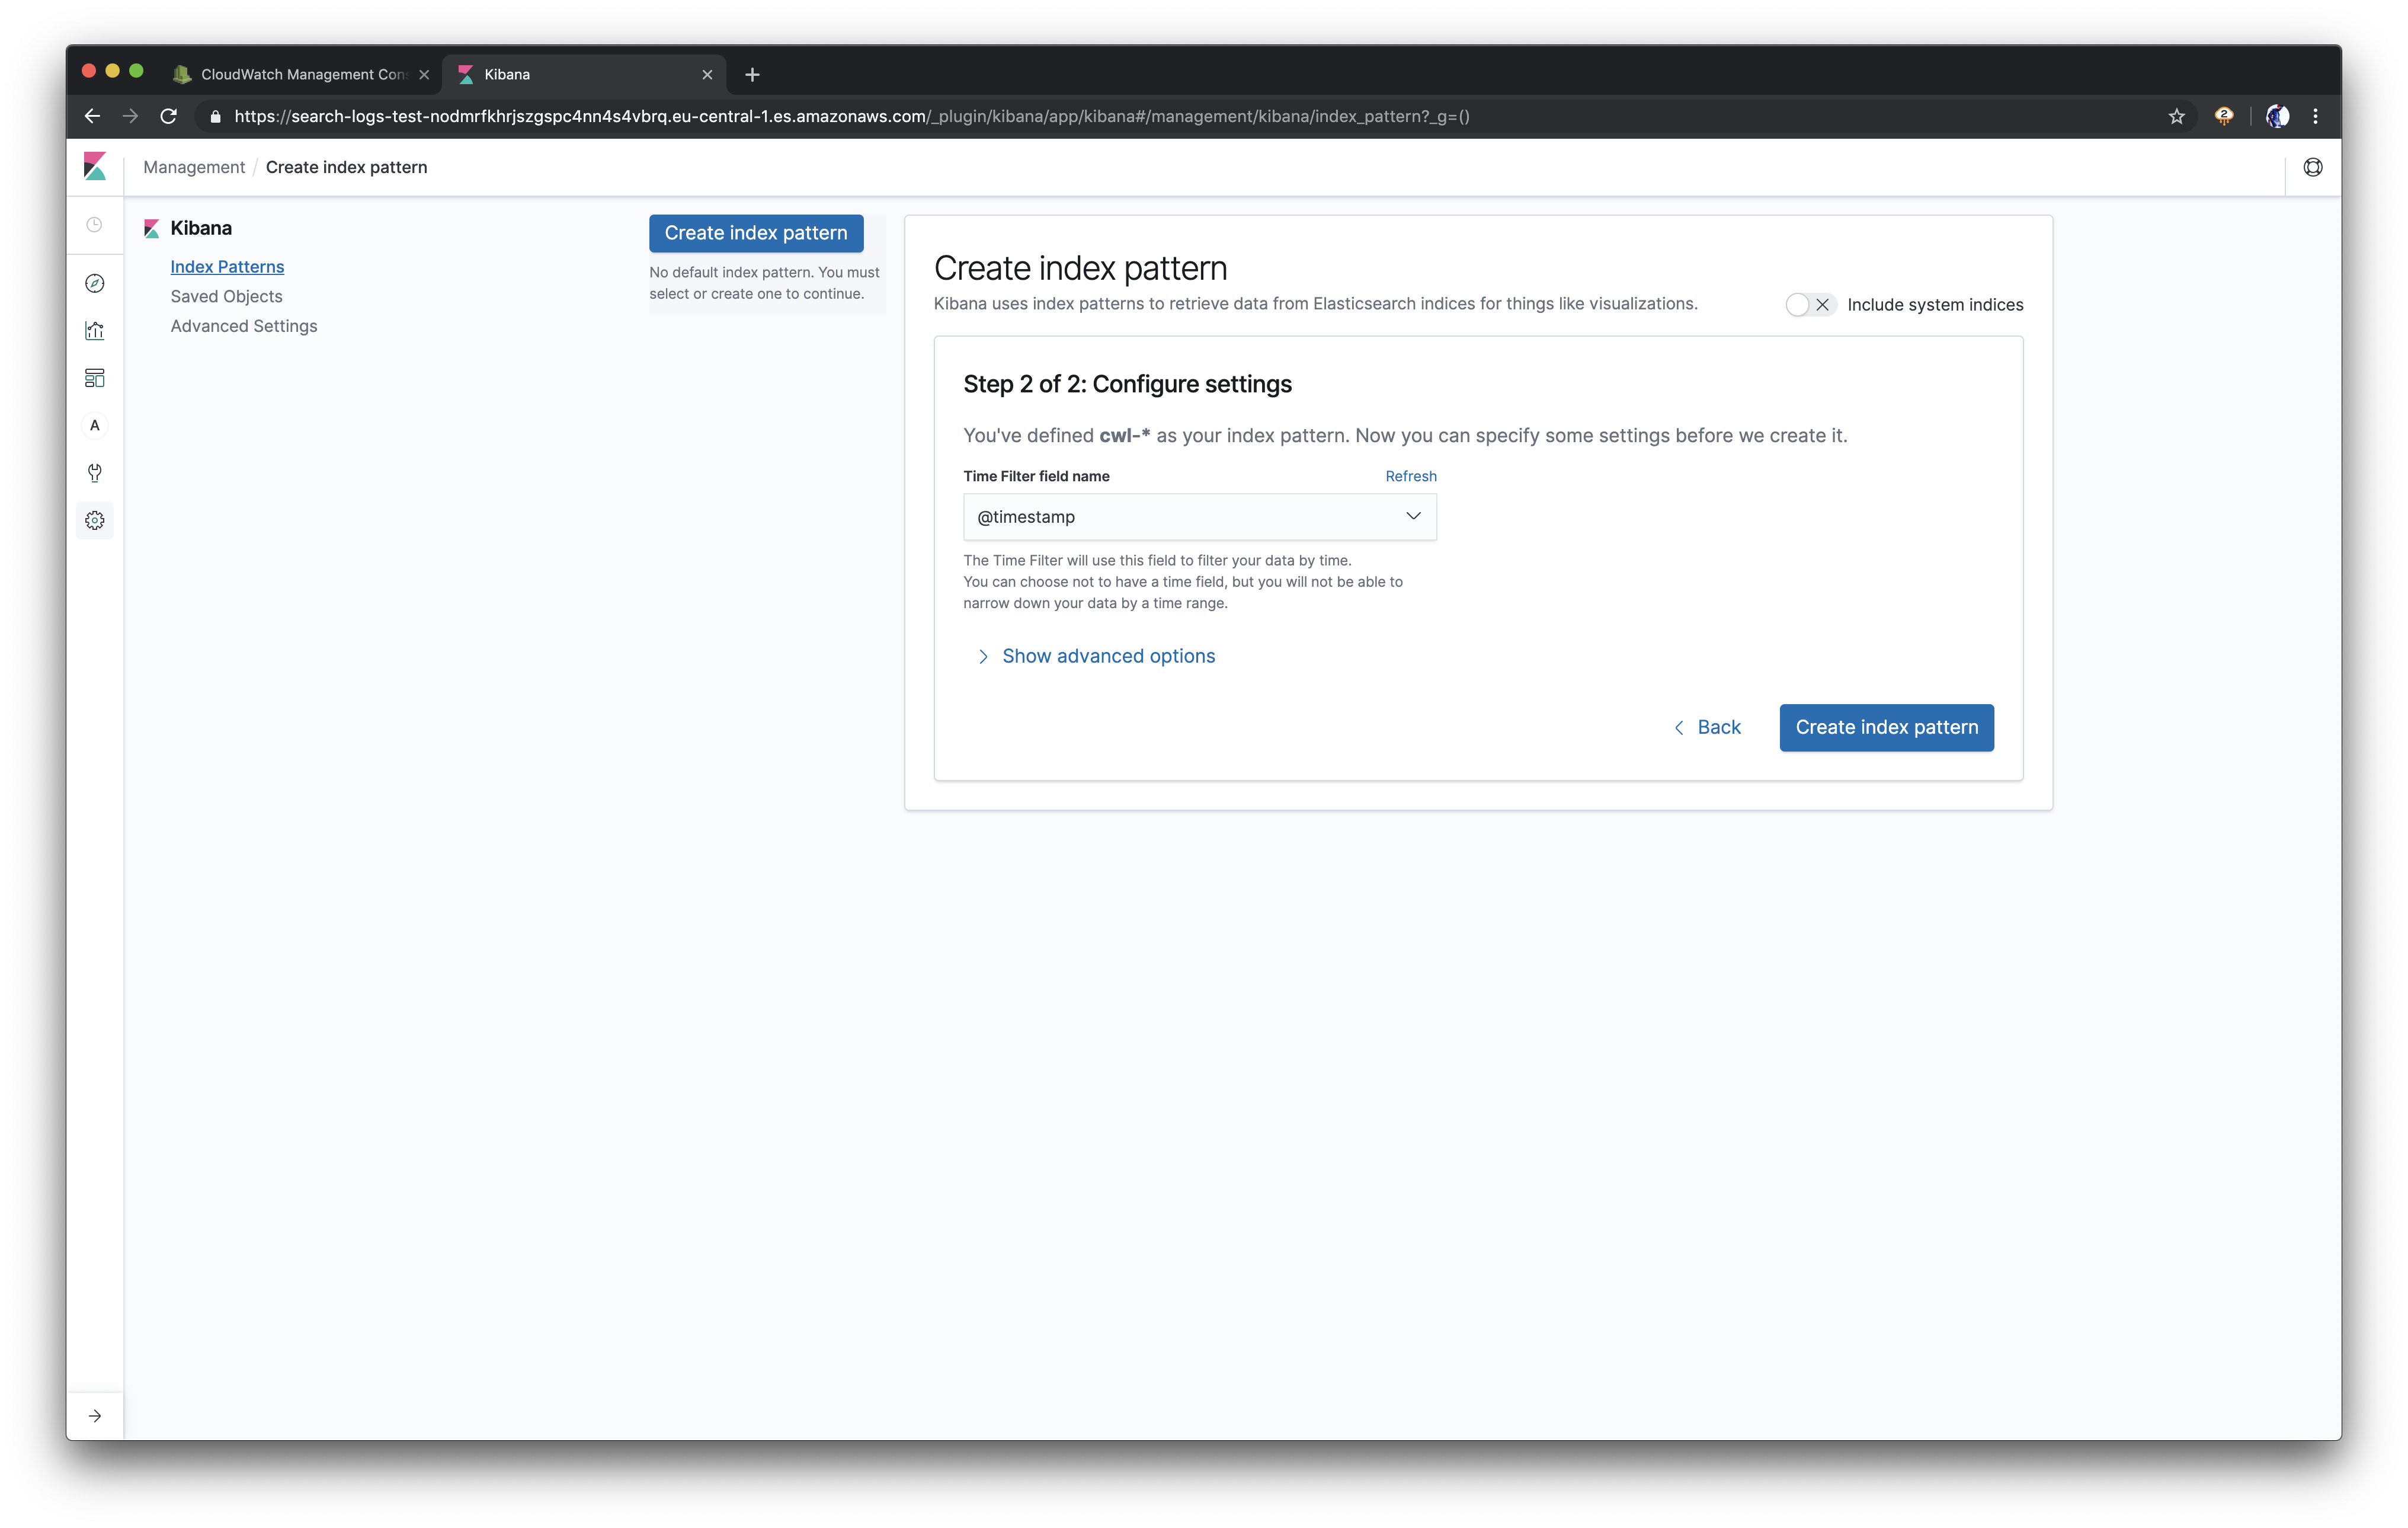 CloudWatch Management Con
Kibana
https://search-logs-test-nodmrfkhrjszgspc4nn4s4vbrq.eu-central-1.es.amazonaws.com/_plugin/kibana/app/kibana#/management/kibana/index_pattern?_g=()
2
Management / Create index pattern
Kibana
Index Patterns
Saved Objects
Advanced Settings
A
Create index pattern
No default index pattern. You must
select or create one to continue.
Create index pattern
Kibana uses index patterns to retrieve data from Elasticsearch indices for things like visualizations.
Include system indices
Step 2 of 2: Configure settings
You've defined cwl-* as your index pattern. Now you can specify some settings before we create it.
Time Filter field name
Refresh
@timestamp
The Time Filter will use this field to filter your data by time.
You can choose not to have a time field, but you will not be able to
narrow down your data by a time range.
Show advanced options
Back
Create index pattern